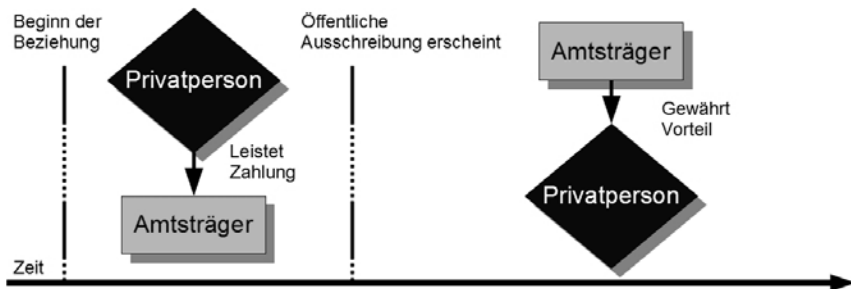 Beginn der
Beziehung
Privatperson
Leistet
Zahlung
Amtsträger
Öffentliche
Ausschreibung erscheint
Amtsträger
Gewährt
Vorteil
Privatperson
Zeit